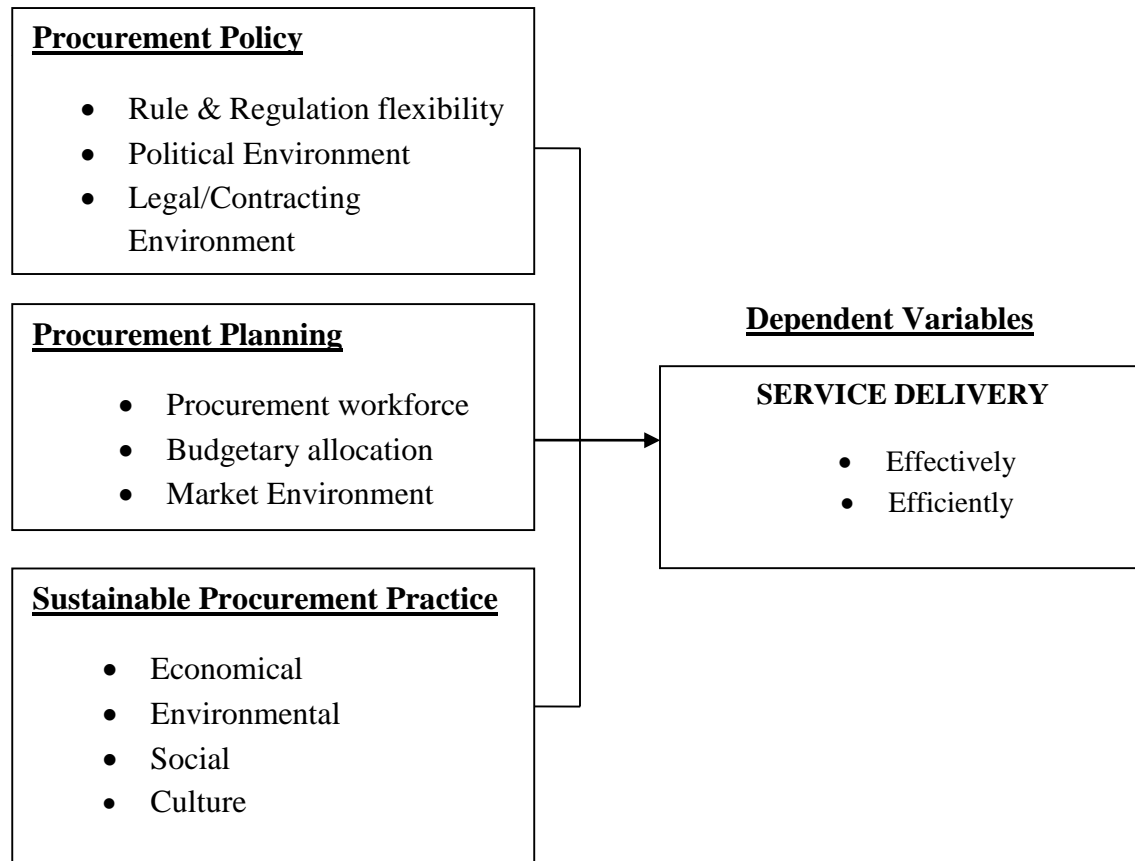 Procurement Policy
• Rule & Regulation flexibility
• Political Environment
• Legal/Contracting
Environment
Procurement Planning
• Procurement workforce
• Budgetary allocation
• Market Environment
Sustainable Procurement Practice
• Economical
• Environmental
• Social
• Culture
Dependent Variables
SERVICE DELIVERY
• Effectively
• Efficiently